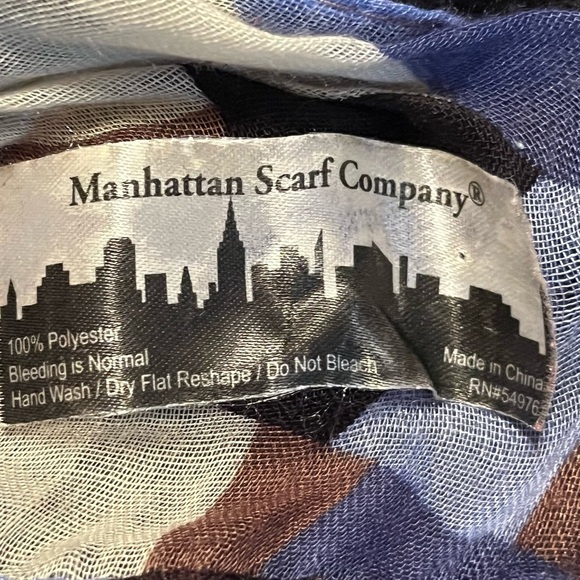 Manhattan Scarf Company®
100% Polyester
Bleeding is Normal
Hand Wash / Dry Flat Reshape / Do Not Bleach
Made in China
RN#54976